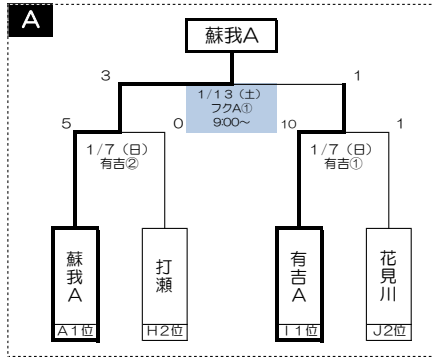 A
蘇我A
3
1
1/13（土）
フクA①
9:00～
5
0
10
1
1/7（日）
有吉②
1/7（日）
有吉①
蘇我A
打瀬
有吉A
花見川
A1位
H2位
I1位
J2位